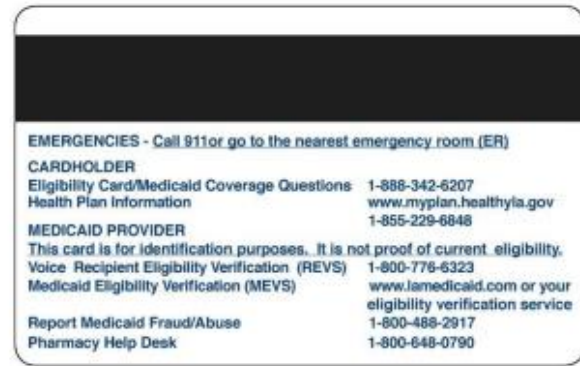 EMERGENCIES - Call 911or go to the nearest emergency room (ER)
CARDHOLDER
Eligibility Card/Medicaid Coverage Questions 1-888-342-6207
Health Plan Information www.myplan.healthyla.gov
1-855-229-6848
MEDICAID PROVIDER
This card is for identification purposes. It is not proof of current eligibility.
Voice Recipient Eligibility Verification (REVS) 1-800-776-6323
Medicaid Eligibility Verification (MEVS) www.lamedicaid.com or your
eligibility verification service
Report Medicaid Fraud/Abuse 1-800-488-2917
Pharmacy Help Desk 1-800-648-0790